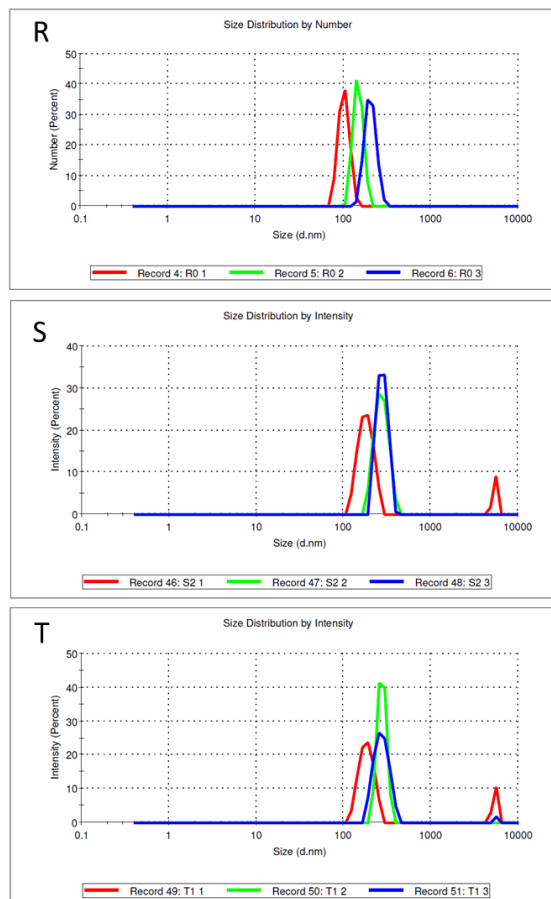 R
Size Distribution by Number
50
40
30
20
10
0
Number (Percent)
0.1 1 10 100 1000 10000
Size (d.nm)
Record 4: R0 1 Record 5: R0 2 Record 6: R0 3
S
Size Distribution by Intensity
40
30
20
10
0
Intensity (Percent)
0.1 1 10 100 1000 10000
Size (d.nm)
Record 46: S2 1 Record 47: S2 2 Record 48: S2 3
T
Size Distribution by Intensity
50
40
30
20
10
0
Intensity (Percent)
0.1 1 10 100 1000 10000
Size (d.nm)
Record 49: T1 1 Record 50: T1 2 Record 51: T1 3